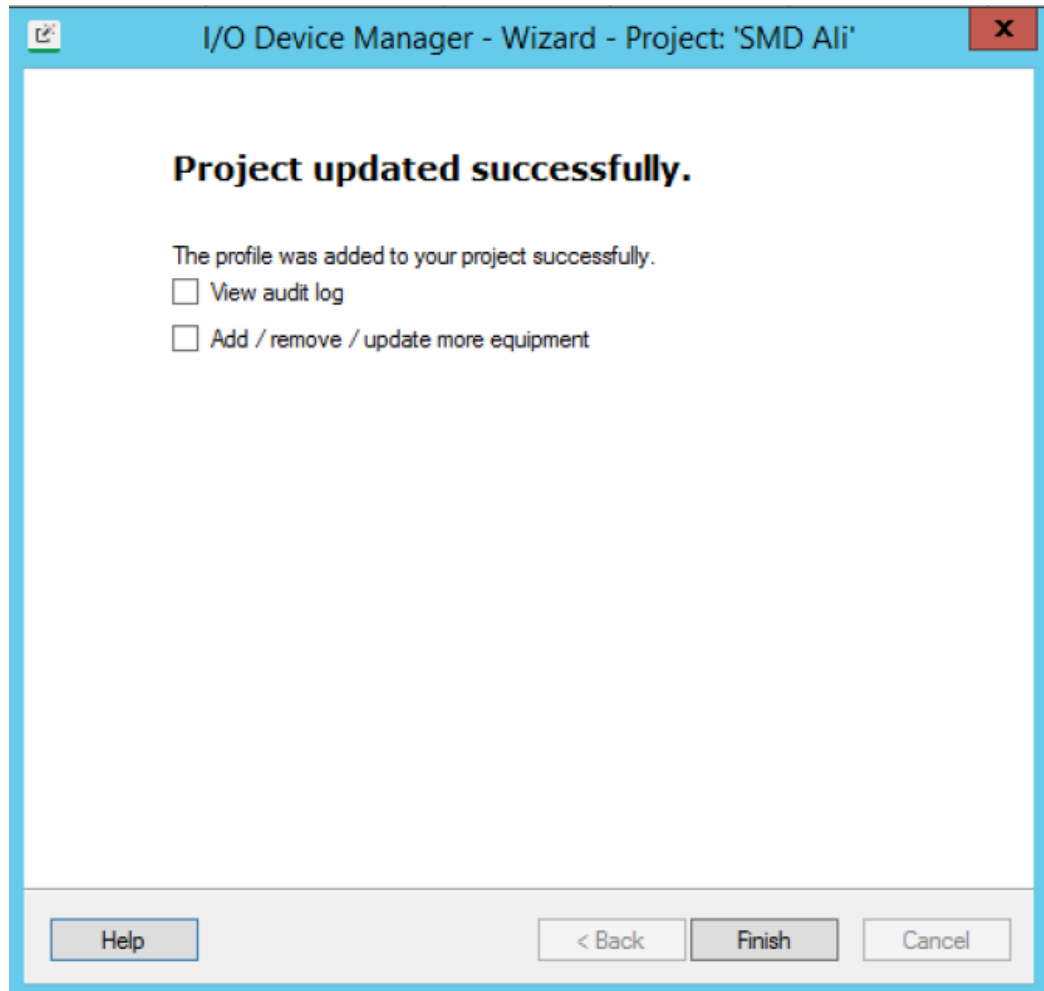 I/O Device Manager - Wizard - Project: 'SMD Ali'
x
Project updated successfully.
The profile was added to your project successfully.
View audit log
Add / remove / update more equipment
Help
< Back
Finish
Cancel